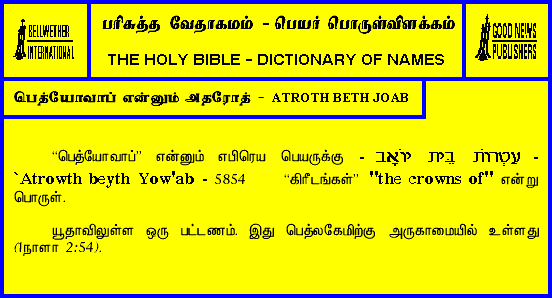 BELLWETHER
INTERNATIONAL
பரிசுத்த வேதாகமம் - பெயர் பொருள்விளக்கம்
THE HOLY BIBLE - DICTIONARY OF NAMES
GOOD NEWS
PUBLISHERS
பெத்யோவாப் என்னும் அதரோத் - ATROTH BETH JOAB
“பெத்யோவாப்” என்னும் எபிரெய பெயருக்கு - עַטְרוֹת בֵּית יוֹאָב -
`Atrowth beyth Yow'ab - 5854 “கிரீடங்கள்” "the crowns of" என்று
பொருள்.
யூதாவிலுள்ள ஒரு பட்டணம். இது பெத்லகேமிற்கு அருகாமையில் உள்ளது
(1நாளா 2:54).